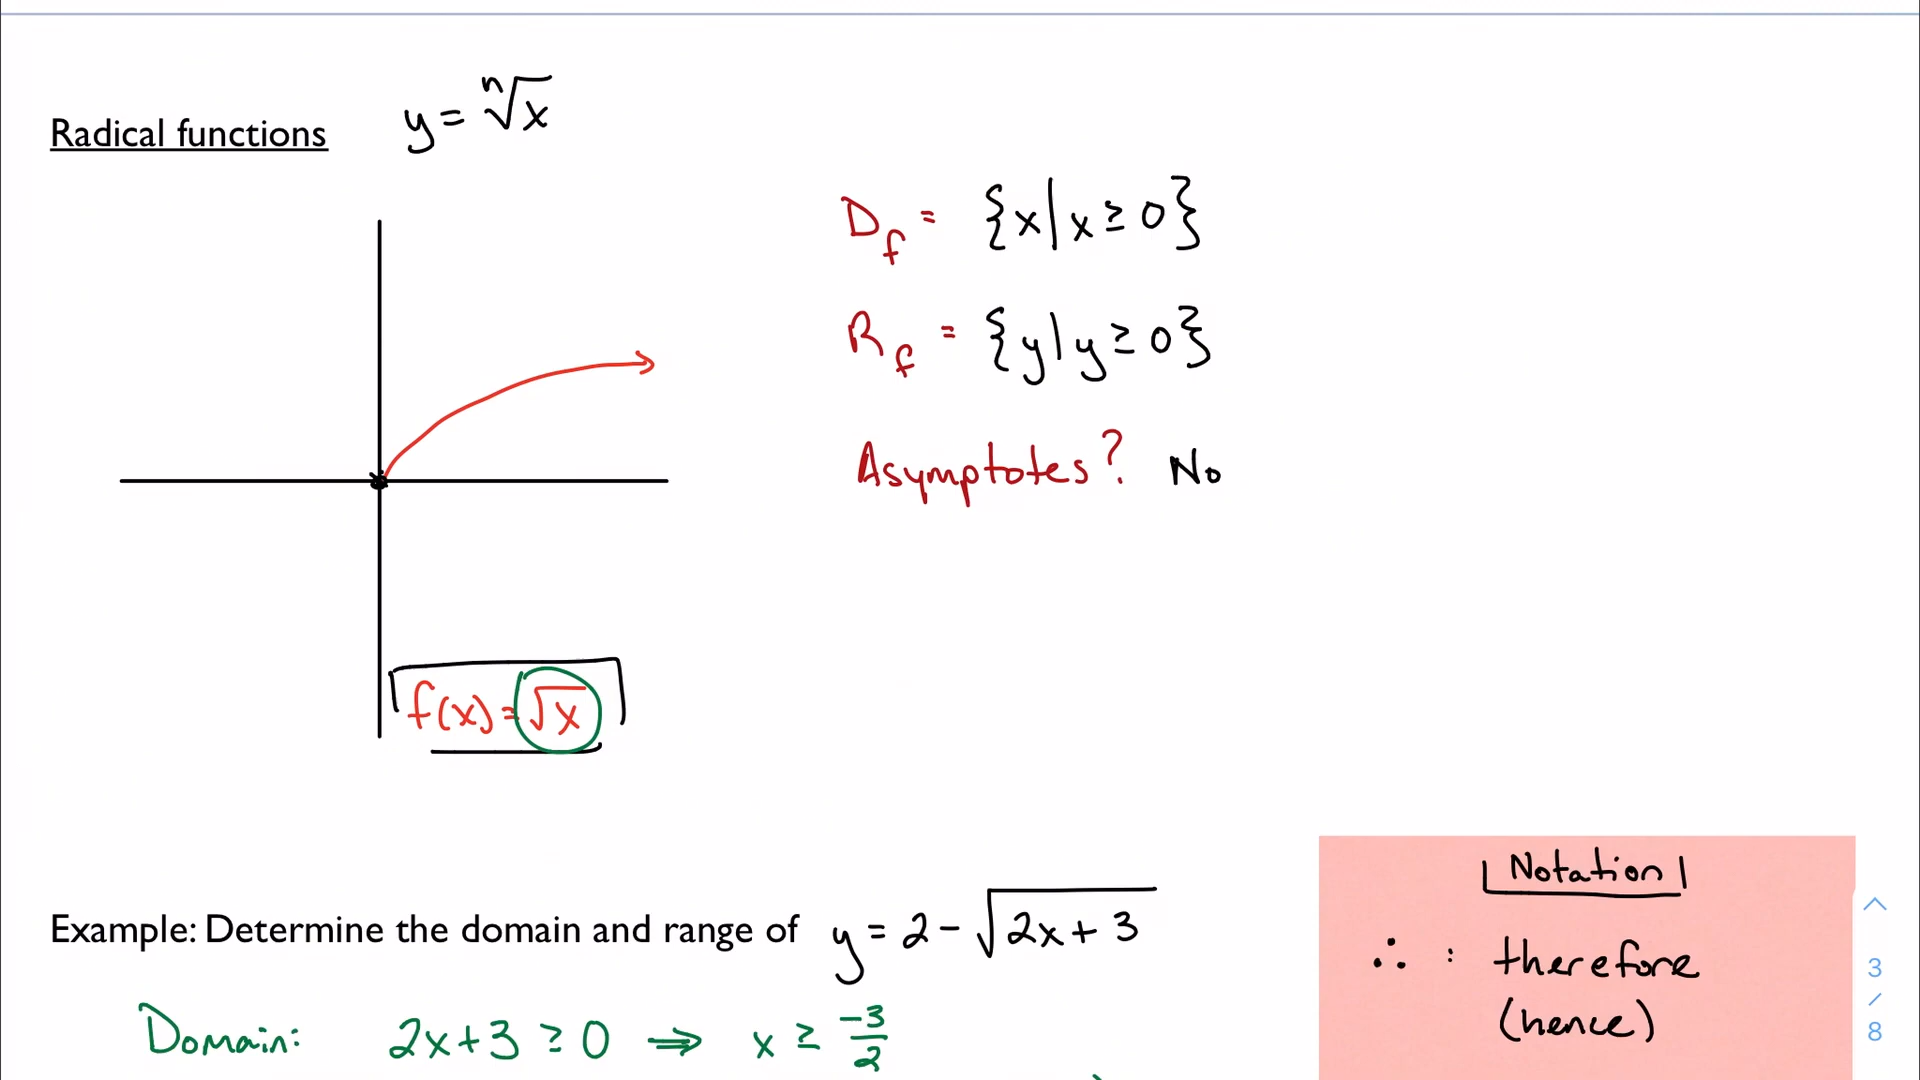 Radical functions y = ⁿ√x
D_f = {x | x ≥ 0}
R_f = {y | y ≥ 0}
Asymptotes? No
f(x) = √x
Example: Determine the domain and range of y = 2 - √(2x + 3)
Domain: 2x + 3 ≥ 0 ⇒ x ≥ -3/2
Notation
∴ : therefore
(hence)
3
/
8